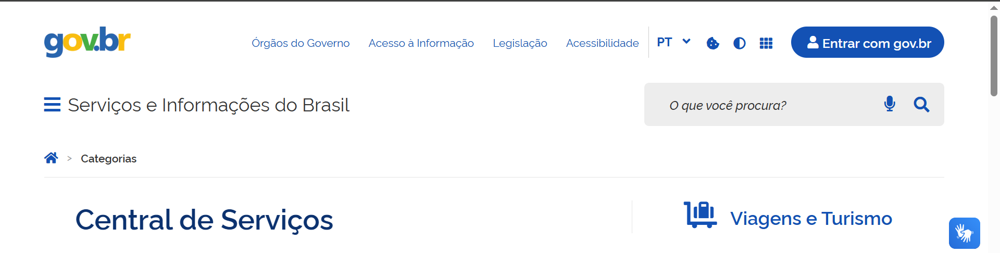 gov.br
Órgãos do Governo Acesso à Informação Legislação Acessibilidade PT Entrar com gov.br
Serviços e Informações do Brasil
O que você procura?
> Categorias
Central de Serviços
Viagens e Turismo